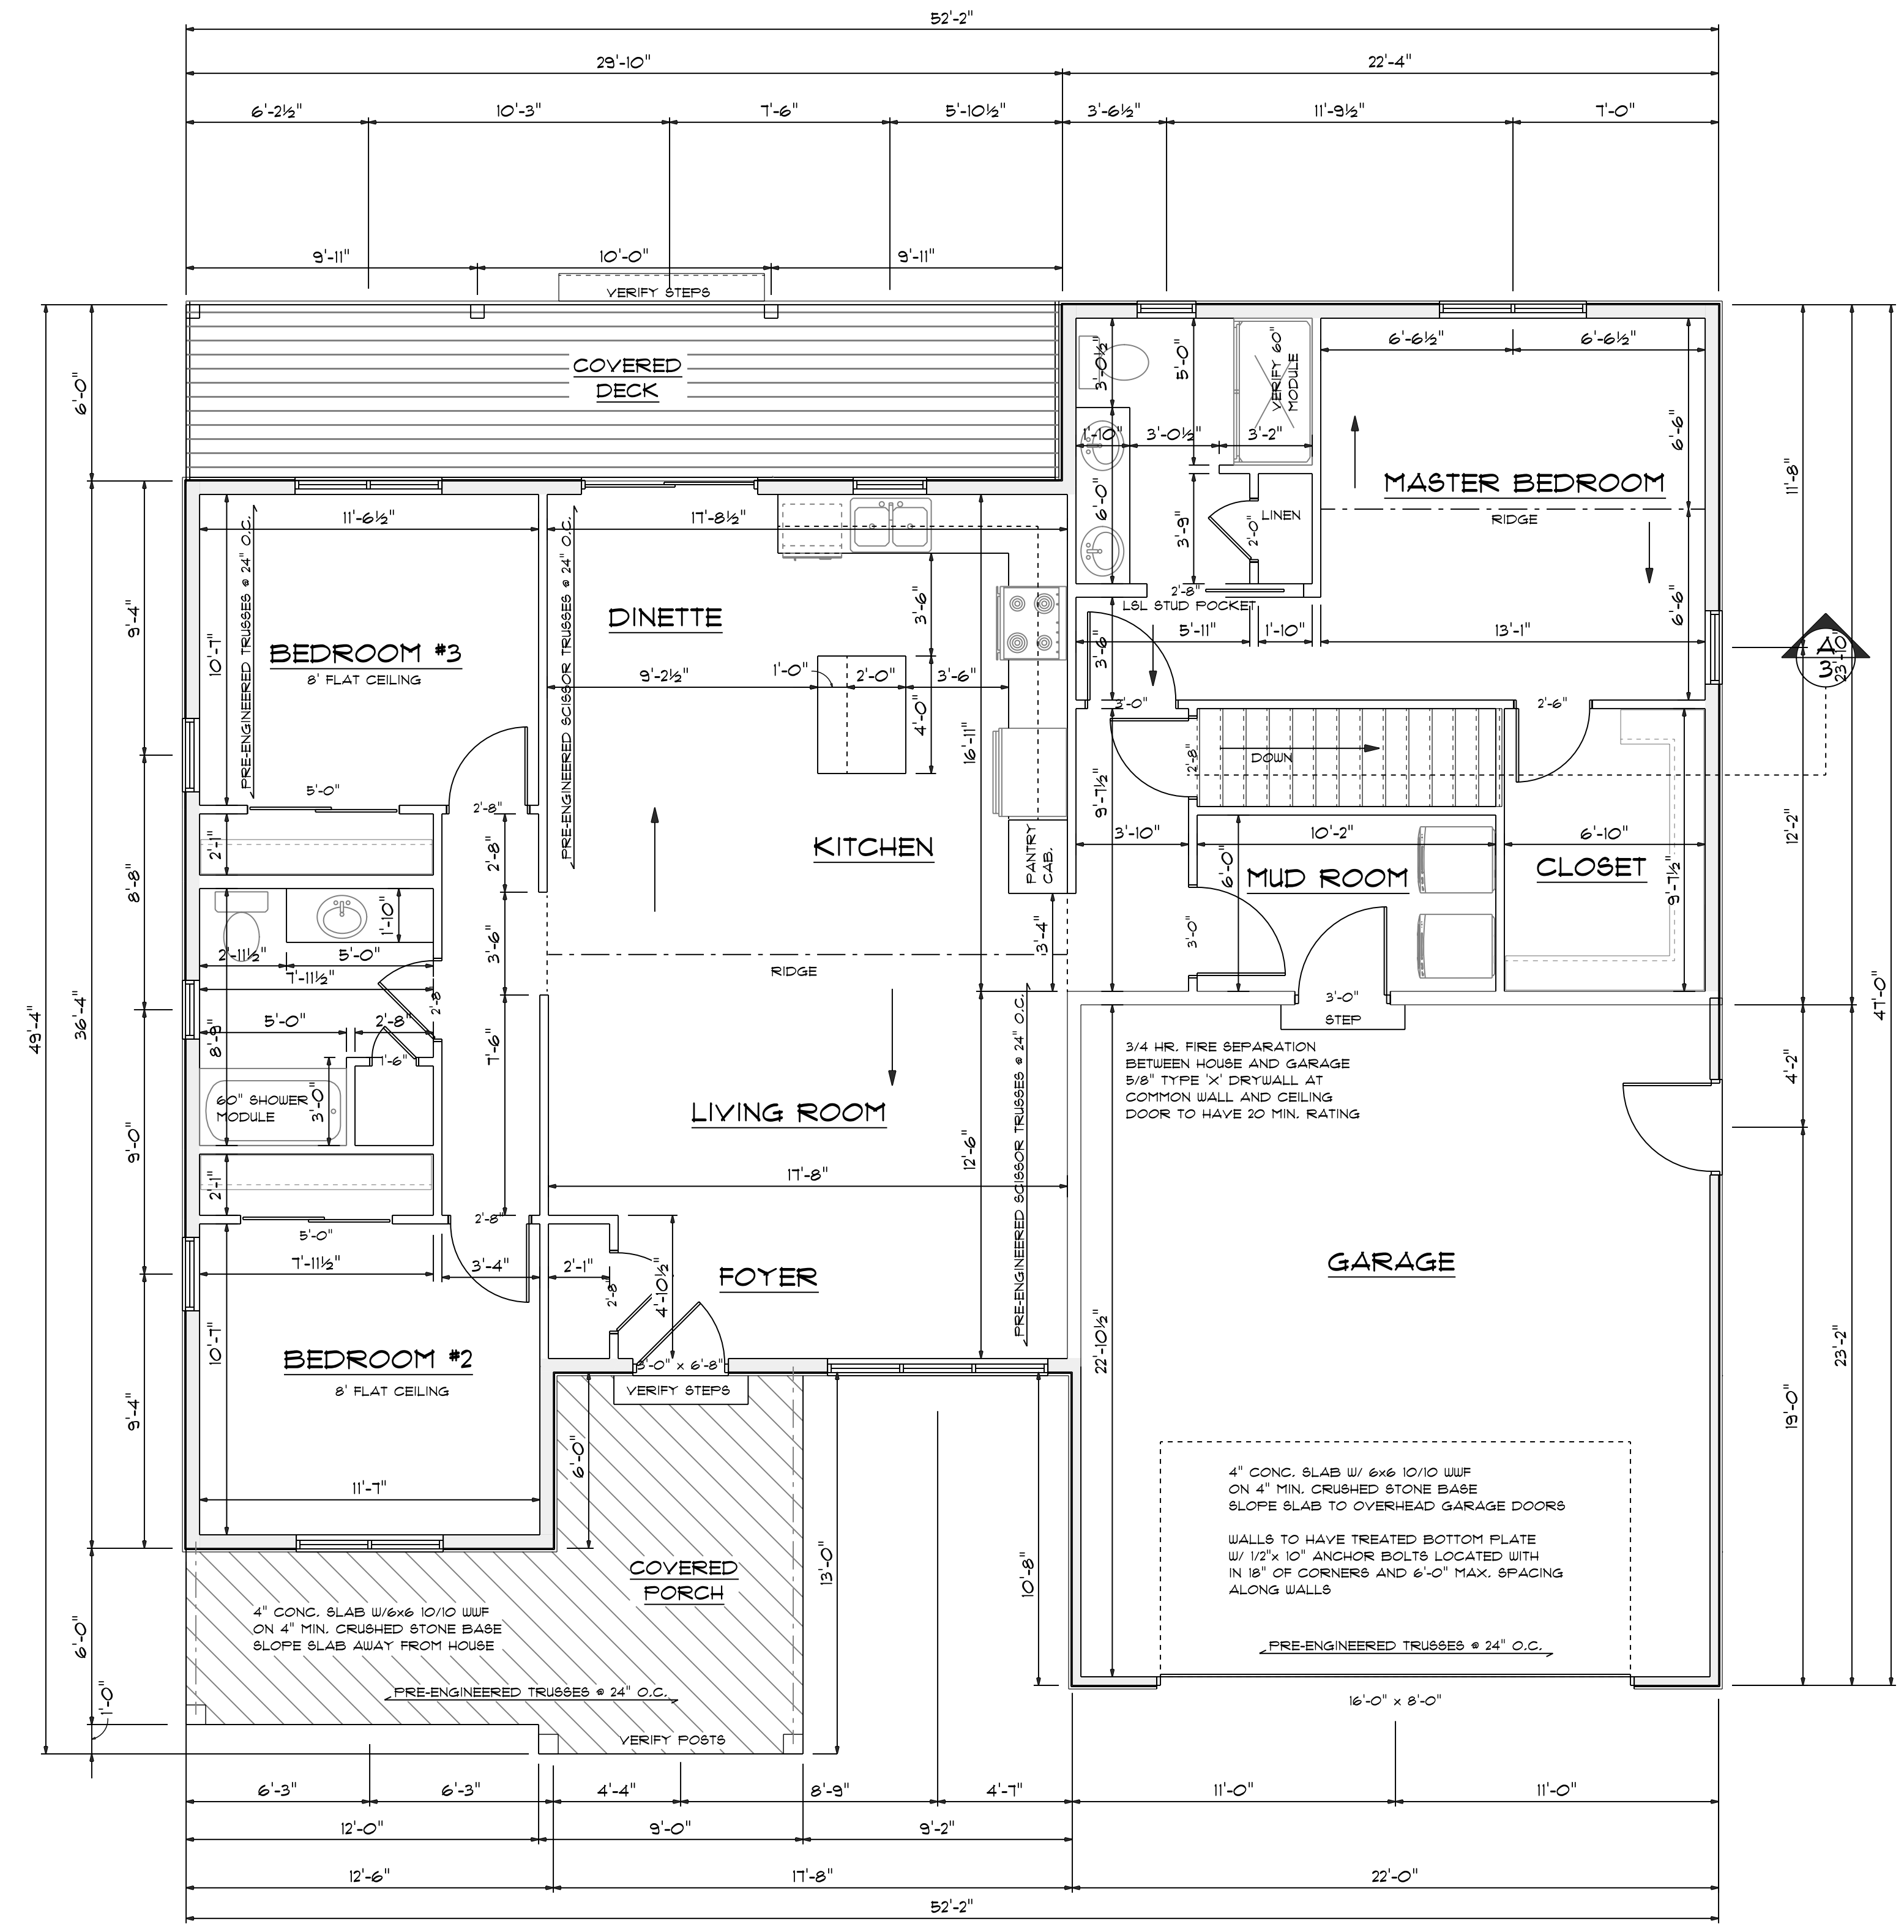 52'-2"
29'-10" 22'-4"
6'-2½" 10'-3" 7'-6" 5'-10½" 3'-6½" 11'-9½" 7'-0"
9'-11" 10'-0" 9'-11"
VERIFY STEPS
COVERED
DECK
6'-0"
3'-0½"
5'-0"
VERIFY 60"
MODULE
6'-6½" 6'-6½"
6'-6"
1'-10" 3'-0½" 3'-2"
MASTER BEDROOM
RIDGE
11'-8"
6'-0"
3'-9"
2'-0"
LINEN
11'-6½" 17'-8½"
PRE-ENGINEERED TRUSSES @ 24" O.C.
PRE-ENGINEERED SCISSOR TRUSSES @ 24" O.C.
9'-4"
10'-7"
DINETTE
3'-6"
2'-8"
LSL STUD POCKET
5'-11" 1'-10" 13'-1"
6'-6"
3'-6"
BEDROOM #3
8' FLAT CEILING
9'-2½" 1'-0" 2'-0" 3'-6"
4'-0"
16'-11"
3'-0"
2'-6"
A
3
23'-10"
2'-8"
DOWN
5'-0"
2'-8"
9'-7½"
2'-1"
2'-8"
KITCHEN
PANTRY
CAB.
3'-10" 10'-2" 6'-10"
6'-0"
MUD ROOM
CLOSET
9'-7½"
12'-2"
8'-8"
1'-10"
2'-11½" 5'-0"
7'-11½"
3'-6"
3'-4"
3'-0"
RIDGE
49'-4"
36'-4"
47'-0"
8'-9"
5'-0" 2'-8"
2'-8"
1'-6"
7'-6"
3'-0"
STEP
3/4 HR. FIRE SEPARATION
BETWEEN HOUSE AND GARAGE
5/8" TYPE 'X' DRYWALL AT
COMMON WALL AND CEILING
DOOR TO HAVE 20 MIN. RATING
4'-2"
60" SHOWER
MODULE
3'-0"
LIVING ROOM
9'-0"
12'-6"
PRE-ENGINEERED SCISSOR TRUSSES @ 24" O.C.
17'-8"
2'-1"
5'-0"
2'-8"
7'-11½" 3'-4" 2'-1"
2'-8"
4'-10½"
FOYER
GARAGE
22'-10½"
23'-2"
19'-0"
10'-7"
BEDROOM #2
8' FLAT CEILING
3'-0" x 6'-8"
VERIFY STEPS
9'-4"
6'-0"
11'-7"
4" CONC. SLAB W/ 6x6 10/10 WWF
ON 4" MIN. CRUSHED STONE BASE
SLOPE SLAB TO OVERHEAD GARAGE DOORS
WALLS TO HAVE TREATED BOTTOM PLATE
W/ 1/2"x 10" ANCHOR BOLTS LOCATED WITH
IN 18" OF CORNERS AND 6'-0" MAX. SPACING
ALONG WALLS
COVERED
PORCH
13'-0"
10'-8"
4" CONC. SLAB W/6x6 10/10 WWF
ON 4" MIN. CRUSHED STONE BASE
SLOPE SLAB AWAY FROM HOUSE
6'-0"
PRE-ENGINEERED TRUSSES @ 24" O.C.
PRE-ENGINEERED TRUSSES @ 24" O.C.
1'-0"
16'-0" x 8'-0"
VERIFY POSTS
6'-3" 6'-3" 4'-4" 8'-9" 4'-7" 11'-0" 11'-0"
12'-0" 9'-0" 9'-2"
12'-6" 17'-8" 22'-0"
52'-2"